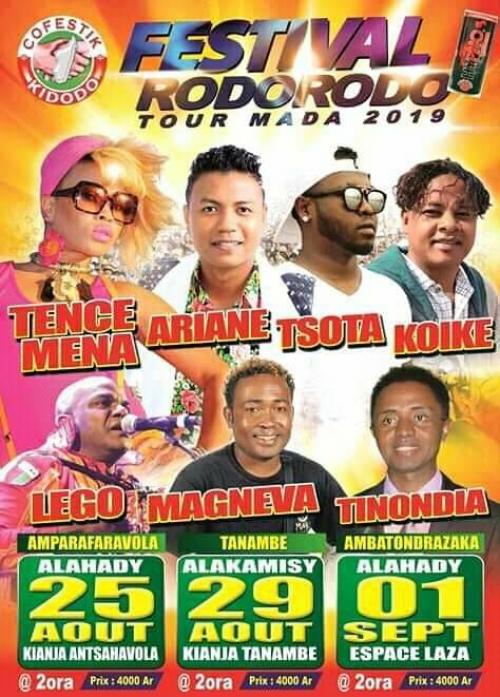 COFESTIK
KIDODO
FESTIVAL
RODORODO
TOUR MADA 2019
TENCE
MENA
ARIANE
TSOTA
KOIKE
LEGO
MAGNEVA
TINONDIA
AMPARAFARAVOLA
ALAHADY
25
AOUT
KIANJA ANTSAHAVOLA
@ 2ora
Prix : 4000 Ar
TANAMBE
ALAKAMISY
29
AOUT
KIANJA TANAMBE
@ 2ora
Prix : 4000 Ar
AMBATONDRAZAKA
ALAHADY
01
SEPT
ESPACE LAZA
@ 2ora
Prix : 4000 Ar